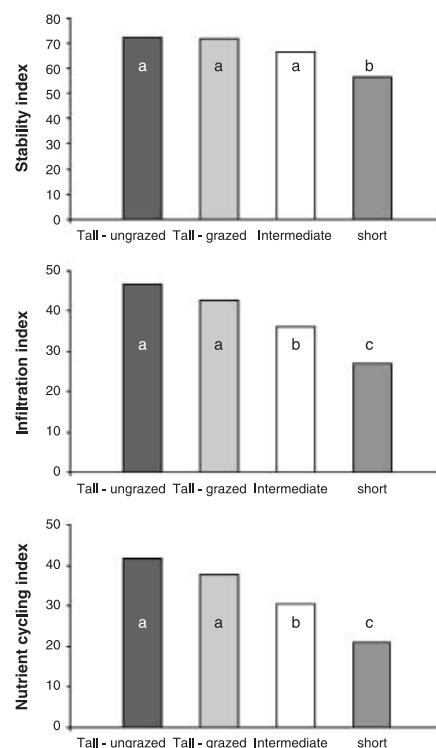 Stability index
80
70
60
50
40
30
20
10
0
a
a
a
b
Tall - ungrazed Tall - grazed Intermediate short
Infiltration index
50
40
30
20
10
0
a
a
b
c
Tall - ungrazed Tall - grazed Intermediate short
Nutrient cycling index
50
40
30
20
10
0
a
a
b
c
Tall - ungrazed Tall - grazed Intermediate short